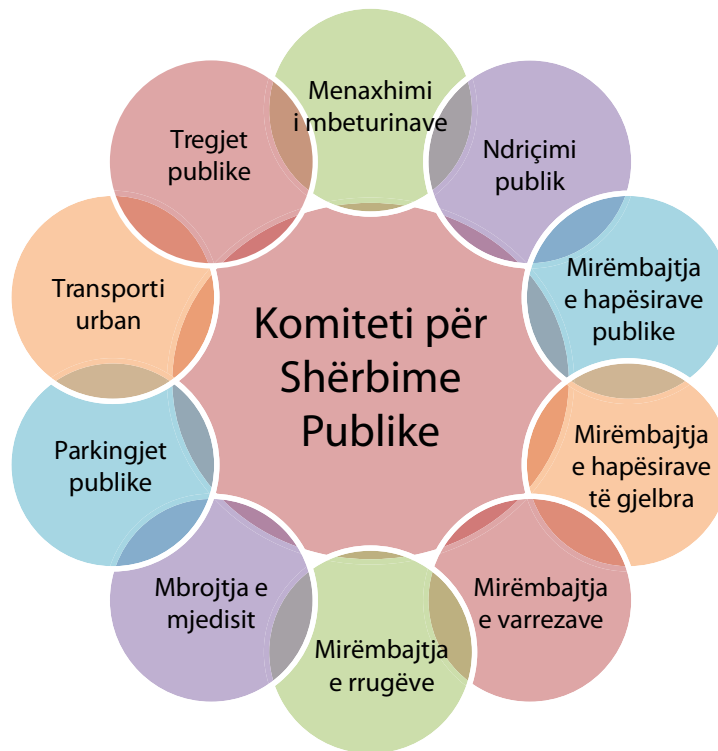 Menaxhimi
i mbeturinave
Ndriçimi
publik
Mirëmbajtja
e hapësirave
publike
Mirëmbajtja
e hapësirave
të gjelbra
Mirëmbajtja
e varrezave
Mirëmbajtja
e rrugëve
Mbrojtja e
mjedisit
Parkingjet
publike
Transporti
urban
Tregjet
publike
Komiteti për
Shërbime
Publike